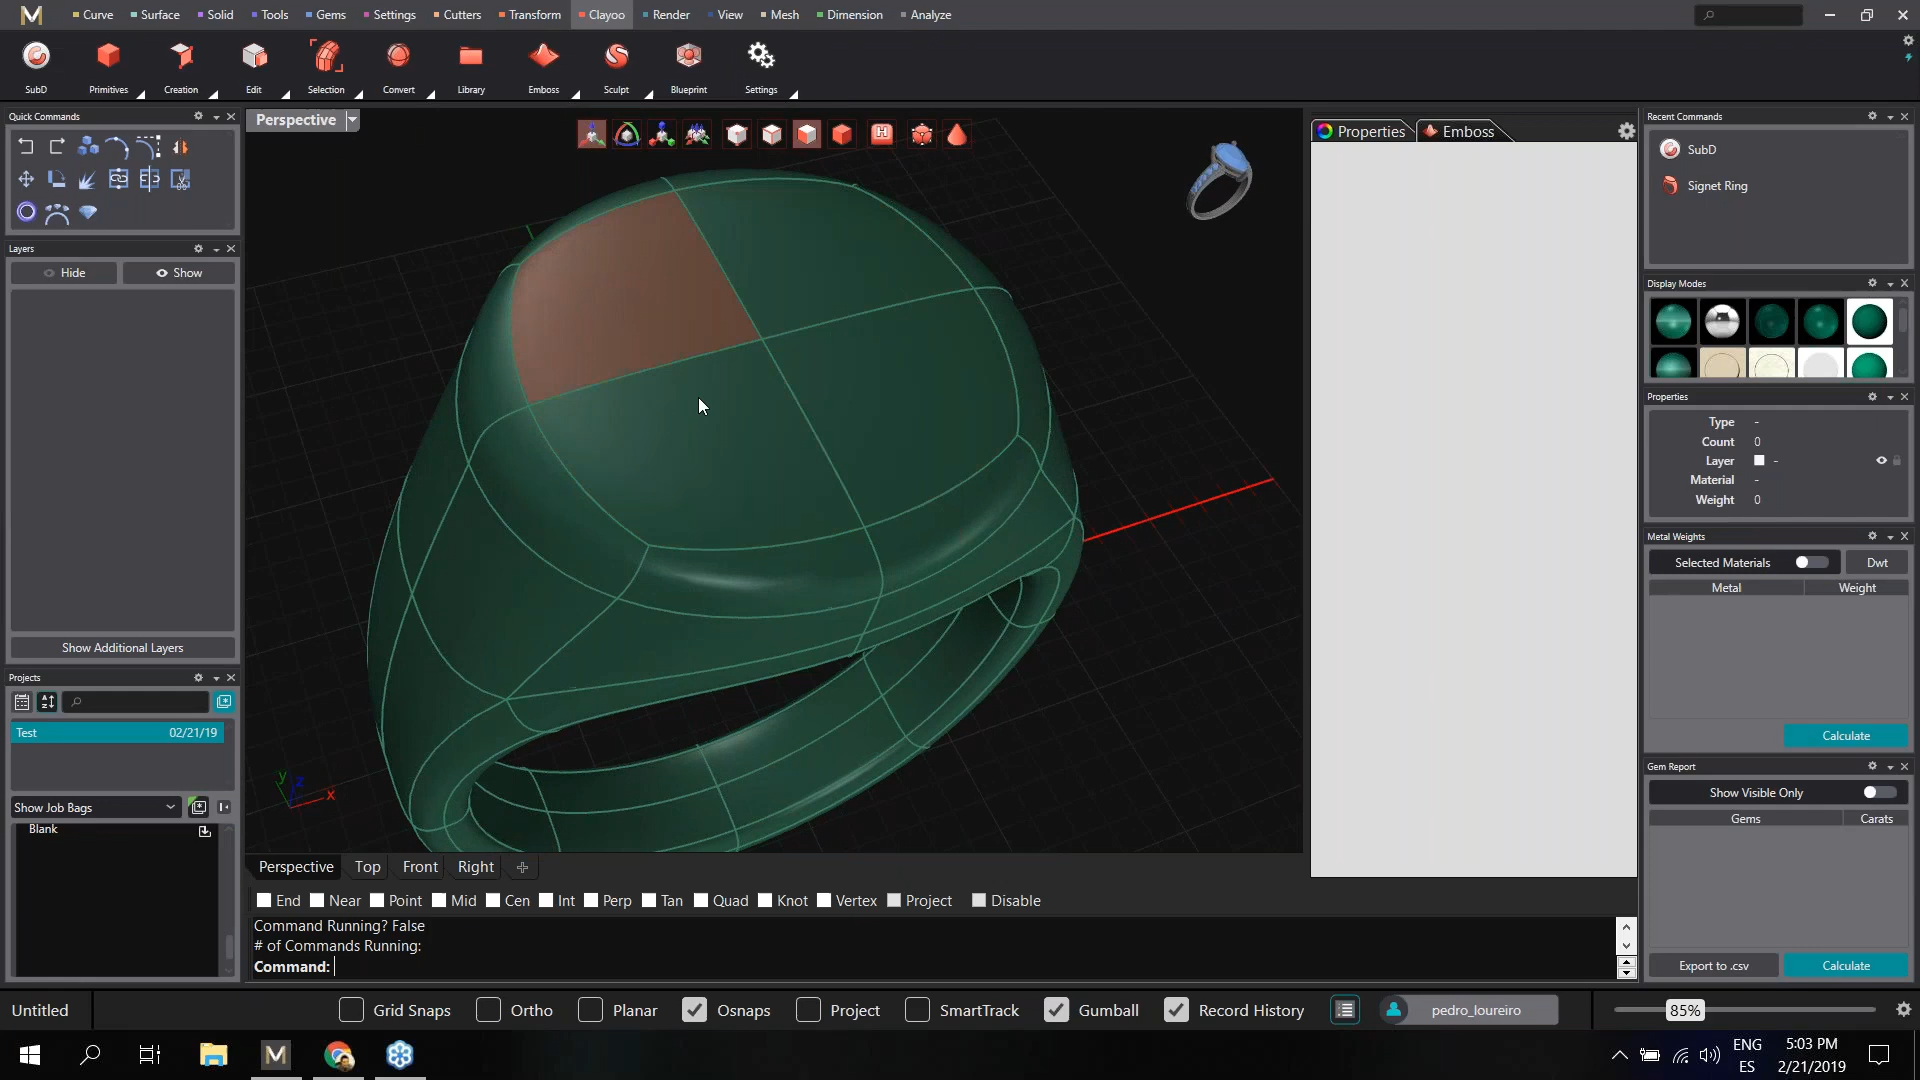 M Curve Surface Solid Tools Gems Settings Cutters Transform Clayoo Render View Mesh Dimension Analyze
SubD Primitives Creation Edit Selection Convert Library Emboss Sculpt Blueprint Settings
Quick Commands
Layers
Hide Show
Show Additional Layers
Projects
Test 02/21/19
Show Job Bags
Blank
Perspective
H
y z x
Perspective Top Front Right
End Near Point Mid Cen Int Perp Tan Quad Knot Vertex Project Disable
Command Running? False
# of Commands Running:
Command:
Properties Emboss
Recent Commands
SubD
Signet Ring
Display Modes
Properties
Type -
Count 0
Layer -
Material -
Weight 0
Metal Weights
Selected Materials Dwt
Metal Weight
Calculate
Gem Report
Show Visible Only
Gems Carats
Export to .csv Calculate
Untitled Grid Snaps Ortho Planar Osnaps Project SmartTrack Gumball Record History pedro_loureiro 85%
M ENG 5:03 PM
ES 2/21/2019